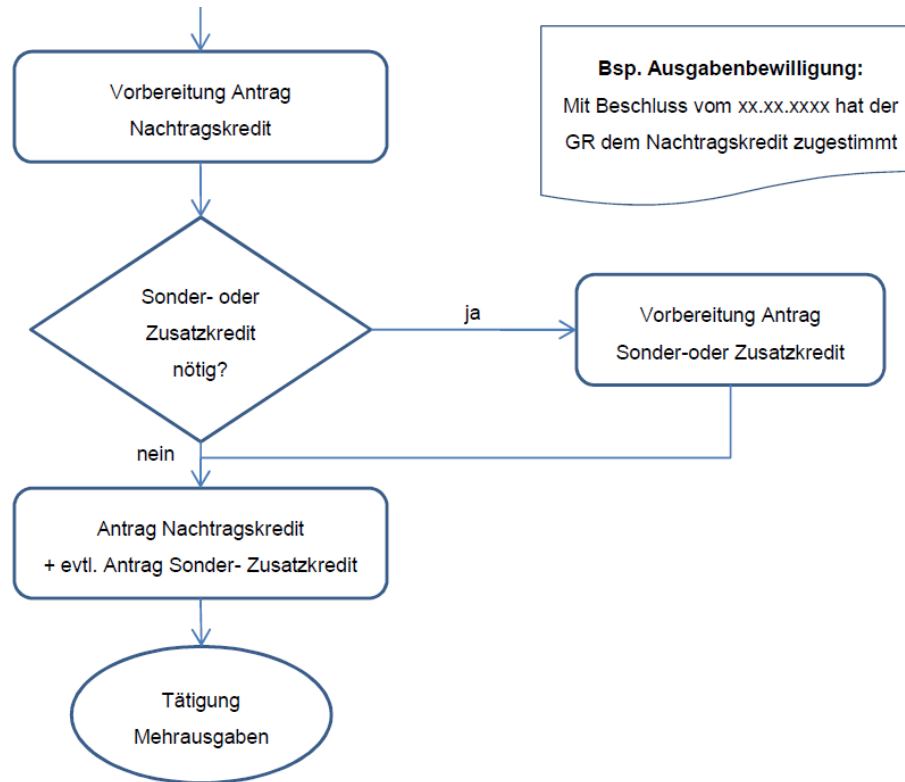 Vorbereitung Antrag
Nachtragskredit
Bsp. Ausgabenbewilligung:
Mit Beschluss vom xx.xx.xxxx hat der
GR dem Nachtragskredit zugestimmt
Sonder- oder
Zusatzkredit
nötig?
ja
Vorbereitung Antrag
Sonder-oder Zusatzkredit
nein
Antrag Nachtragskredit
+ evtl. Antrag Sonder- Zusatzkredit
Tätigung
Mehrausgaben